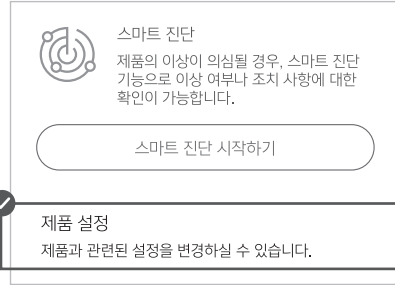 스마트 진단
제품의 이상이 의심될 경우, 스마트 진단
기능으로 이상 여부나 조치 사항에 대한
확인이 가능합니다.
스마트 진단 시작하기
제품 설정
제품과 관련된 설정을 변경하실 수 있습니다.